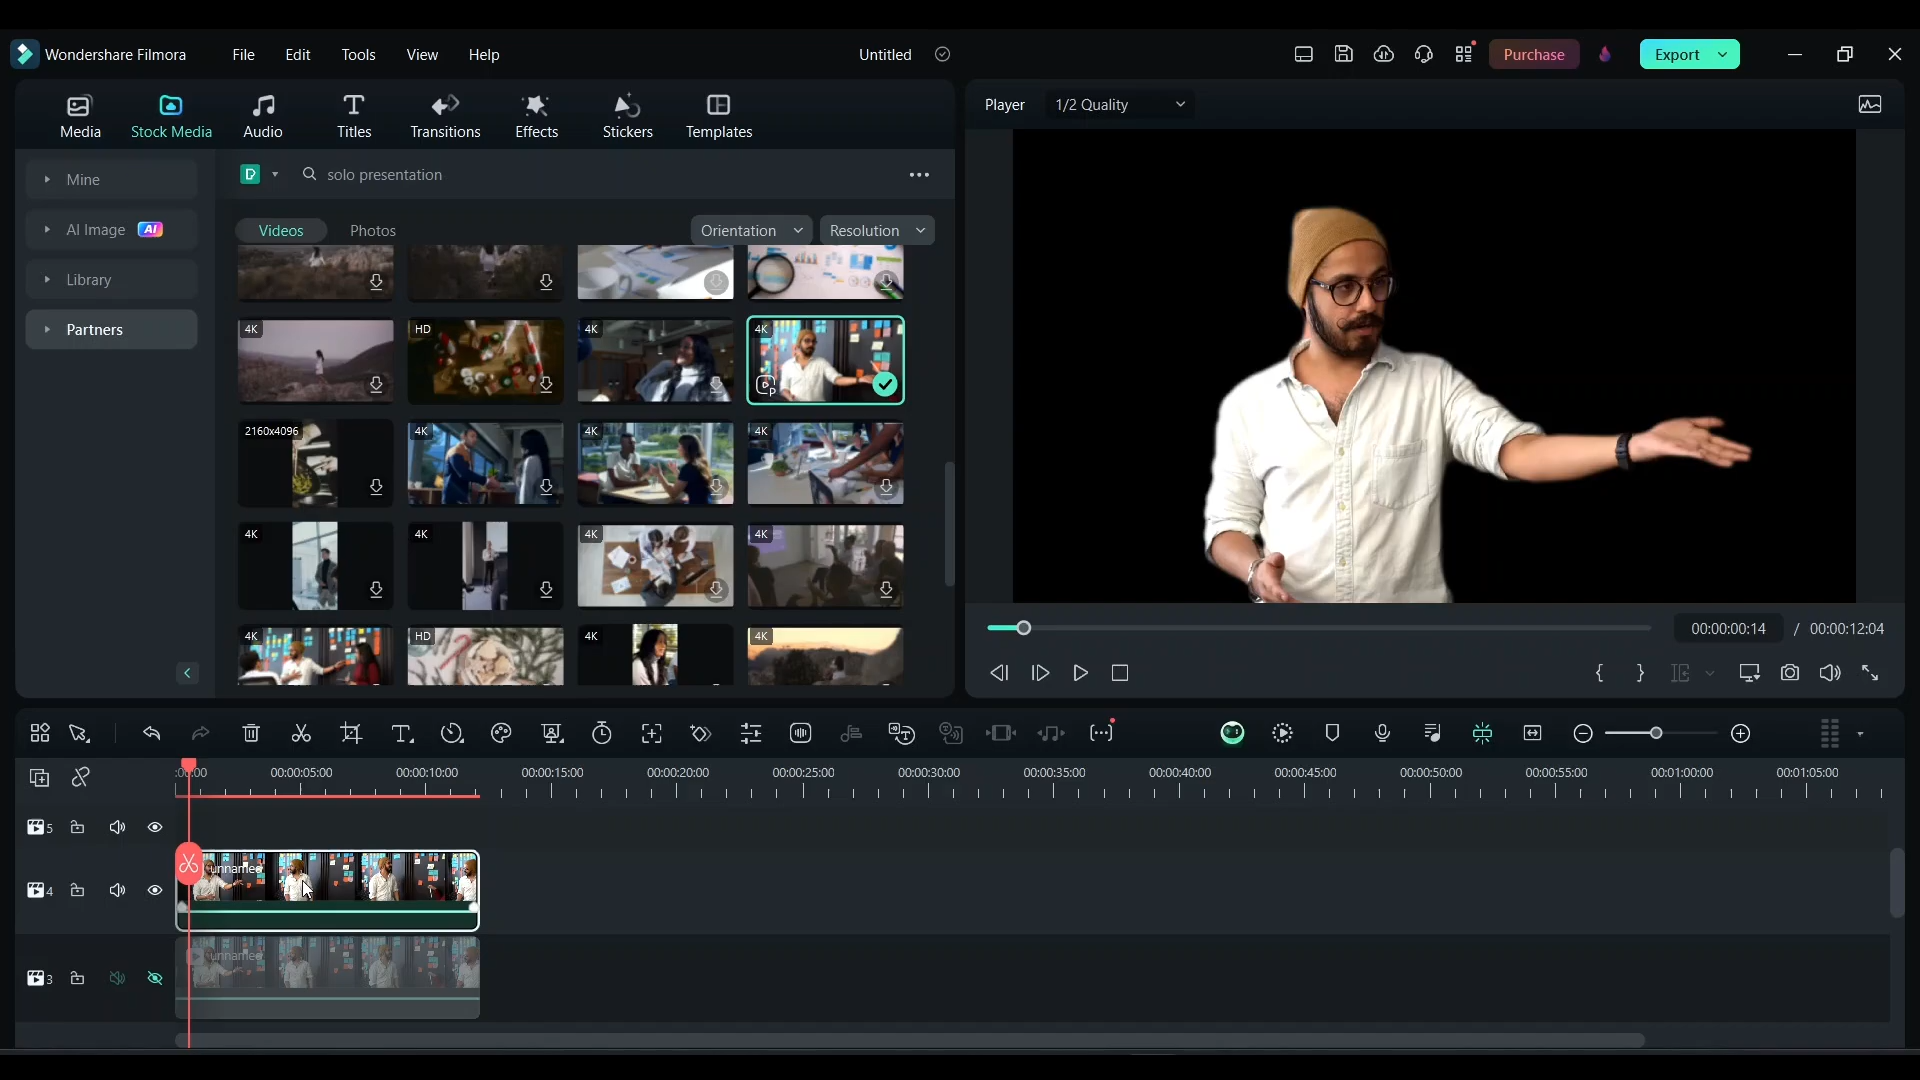 Wondershare Filmora File Edit Tools View Help Untitled Purchase Export
Media Stock Media Audio Titles Transitions Effects Stickers Templates
Player 1/2 Quality
Mine
AI Image AI
Library
Partners
solo presentation
Videos Photos Orientation Resolution
4K HD 4K 4K
2160x4096 4K 4K 4K
4K 4K 4K 4K
4K HD 4K 4K
00:00:00:14 / 00:00:12:04
:00:00 00:00:05:00 00:00:10:00 00:00:15:00 00:00:20:00 00:00:25:00 00:00:30:00 00:00:35:00 00:00:40:00 00:00:45:00 00:00:50:00 00:00:55:00 00:01:00:00 00:01:05:00
5
4
unnamed
3
unnamed